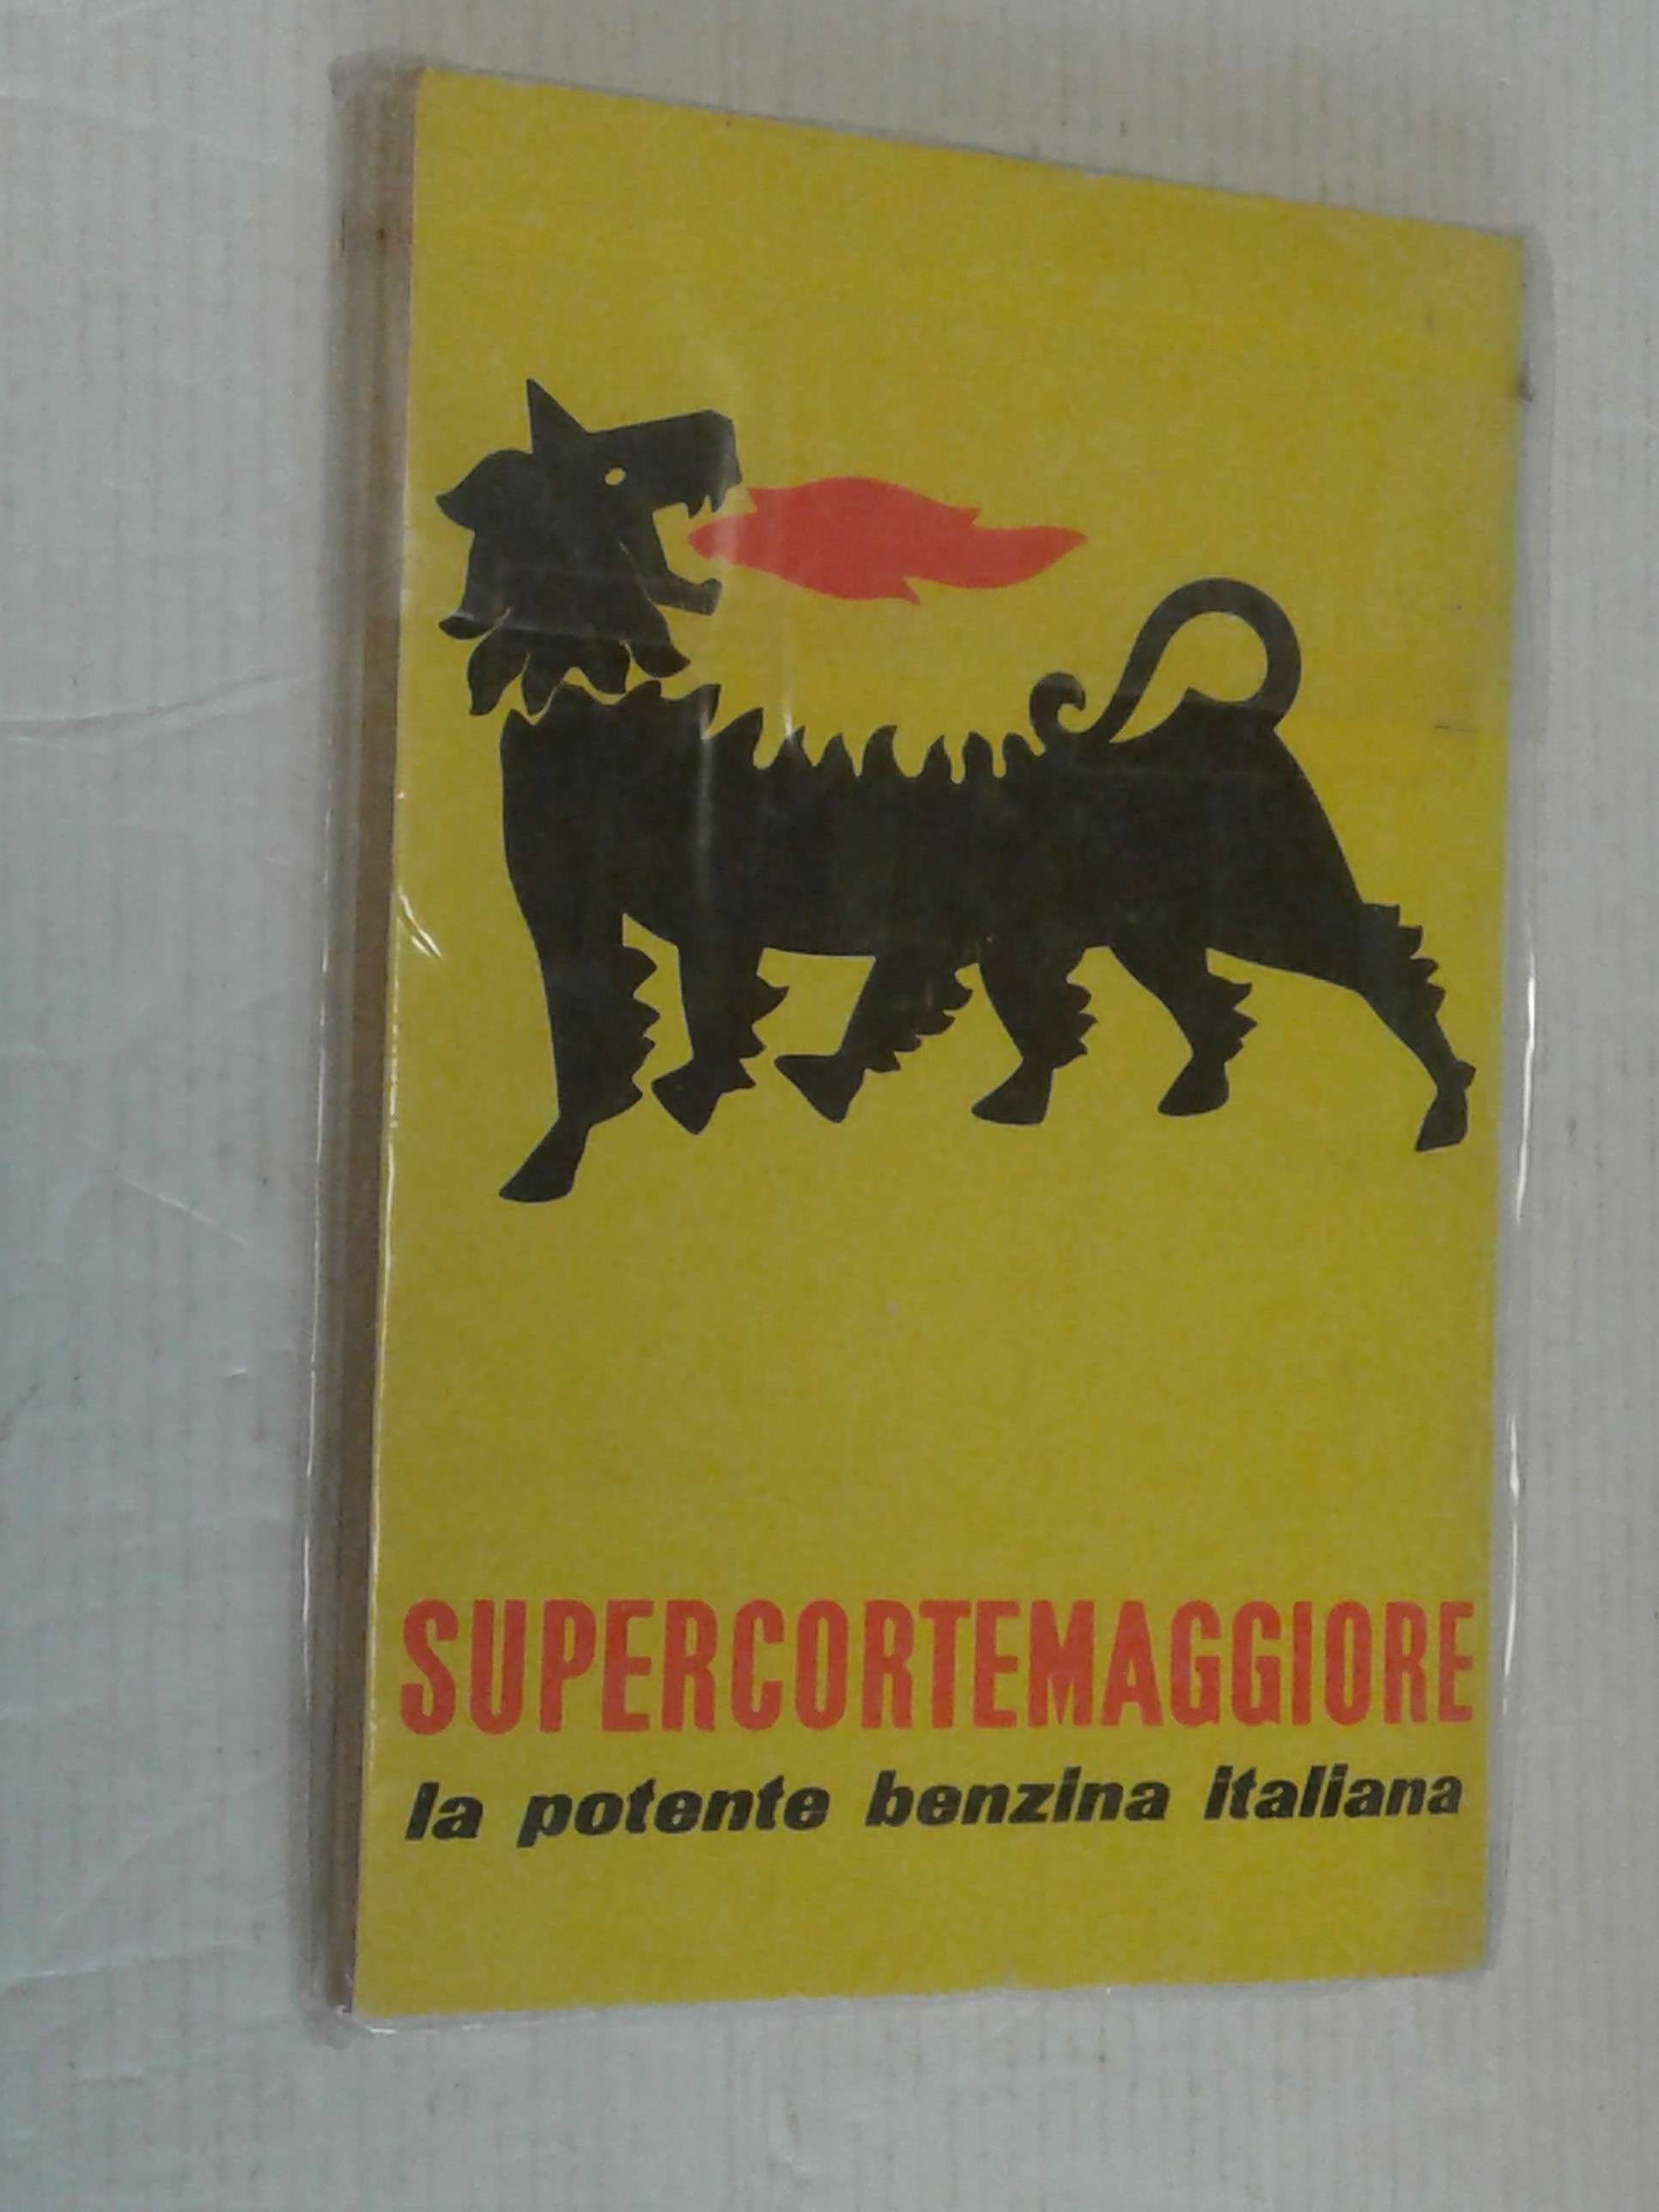 SUPERCORTEMAGGIORE
la potente benzina italiana